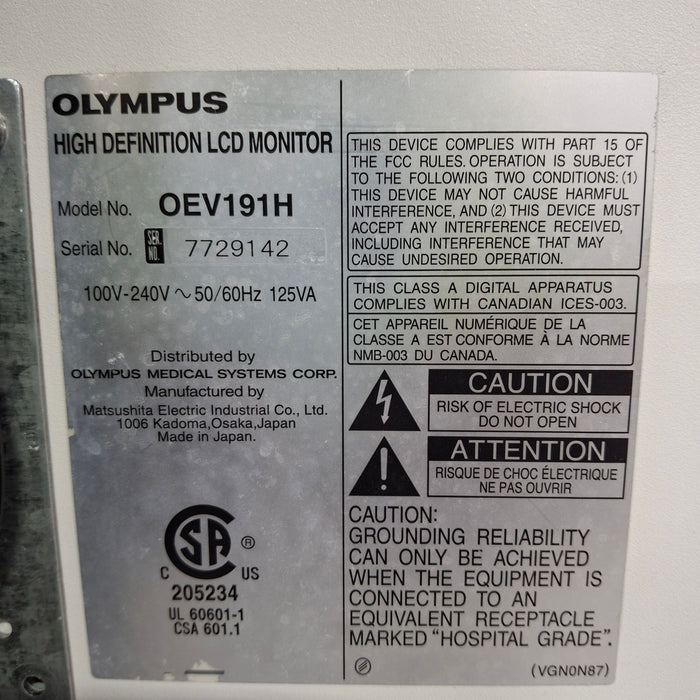 OLYMPUS
HIGH DEFINITION LCD MONITOR
Model No. OEV191H
Serial No. SER. NO. 7729142
100V-240V ~ 50/60Hz 125VA
Distributed by
OLYMPUS MEDICAL SYSTEMS CORP.
Manufactured by
Matsushita Electric Industrial Co., Ltd.
1006 Kadoma,Osaka,Japan
Made in Japan.
CSA ®
C US
205234
UL 60601-1
CSA 601.1
THIS DEVICE COMPLIES WITH PART 15 OF
THE FCC RULES. OPERATION IS SUBJECT
TO THE FOLLOWING TWO CONDITIONS: (1)
THIS DEVICE MAY NOT CAUSE HARMFUL
INTERFERENCE, AND (2) THIS DEVICE MUST
ACCEPT ANY INTERFERENCE RECEIVED,
INCLUDING INTERFERENCE THAT MAY
CAUSE UNDESIRED OPERATION.
THIS CLASS A DIGITAL APPARATUS
COMPLIES WITH CANADIAN ICES-003.
CET APPAREIL NUMÉRIQUE DE LA
CLASSE A EST CONFORME À LA NORME
NMB-003 DU CANADA.
CAUTION
RISK OF ELECTRIC SHOCK
DO NOT OPEN
ATTENTION
RISQUE DE CHOC ÉLECTRIQUE
NE PAS OUVRIR
CAUTION:
GROUNDING RELIABILITY
CAN ONLY BE ACHIEVED
WHEN THE EQUIPMENT IS
CONNECTED TO AN
EQUIVALENT RECEPTACLE
MARKED "HOSPITAL GRADE".
(VGN0N87)